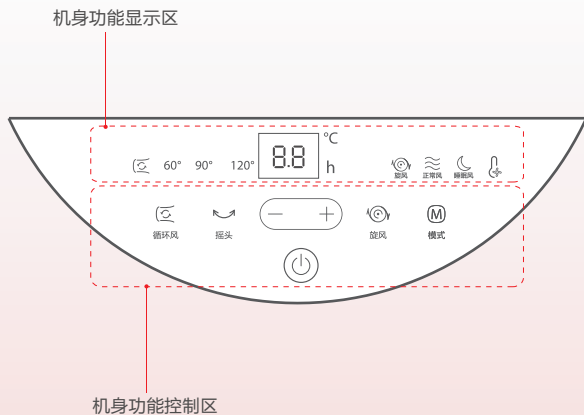 机身功能显示区
°C
60° 90° 120° 8.8 h
旋风 正常风 睡眠风
循环风 摇头 － ＋ 旋风 M 模式
机身功能控制区